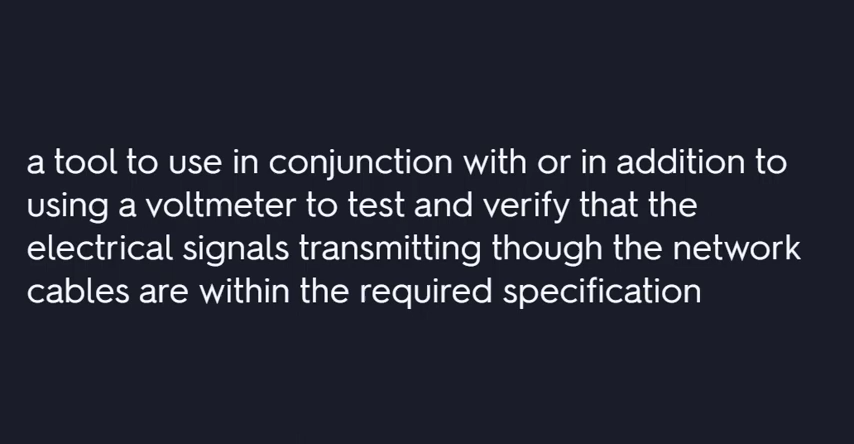 a tool to use in conjunction with or in addition to
using a voltmeter to test and verify that the
electrical signals transmitting though the network
cables are within the required specification